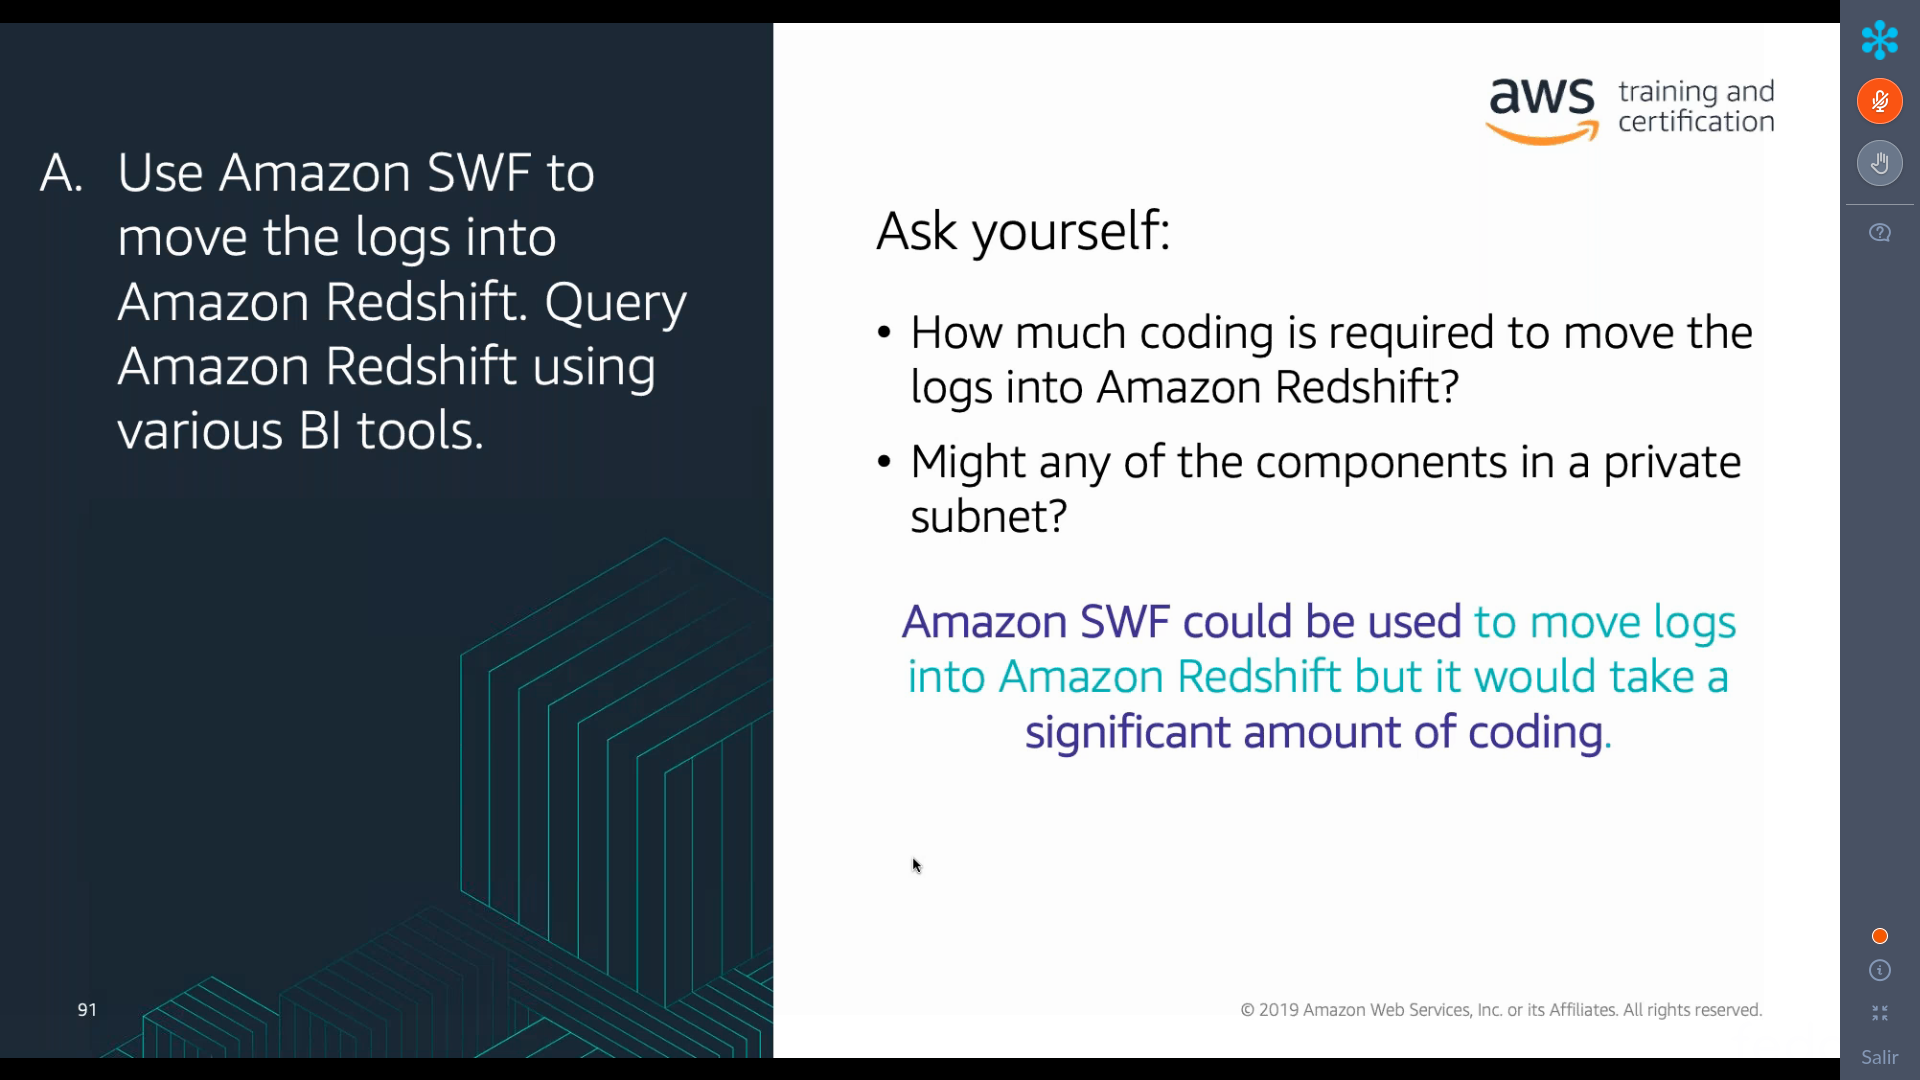 A. Use Amazon SWF to
move the logs into
Amazon Redshift. Query
Amazon Redshift using
various BI tools.
91
aws training and
certification
Ask yourself:
• How much coding is required to move the
logs into Amazon Redshift?
• Might any of the components in a private
subnet?
Amazon SWF could be used to move logs
into Amazon Redshift but it would take a
significant amount of coding.
© 2019 Amazon Web Services, Inc. or its Affiliates. All rights reserved.
Salir